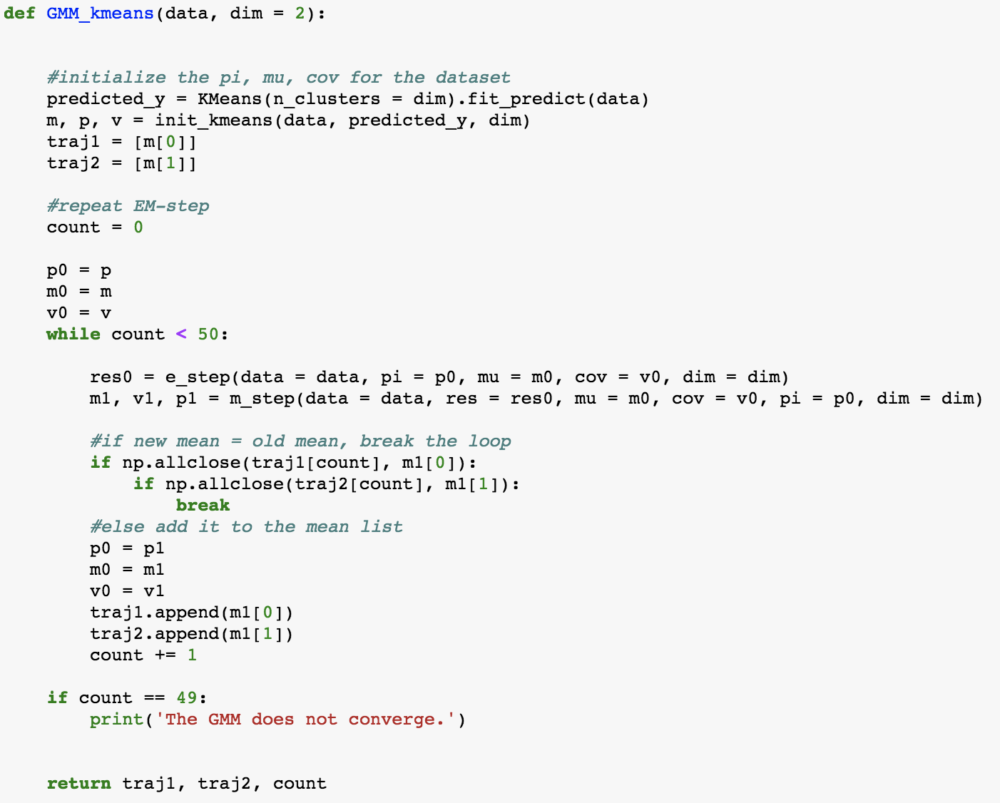 def GMM_kmeans(data, dim = 2):
    #initialize the pi, mu, cov for the dataset
    predicted_y = KMeans(n_clusters = dim).fit_predict(data)
    m, p, v = init_kmeans(data, predicted_y, dim)
    traj1 = [m[0]]
    traj2 = [m[1]]
    #repeat EM-step
    count = 0
    p0 = p
    m0 = m
    v0 = v
    while count < 50:
        res0 = e_step(data = data, pi = p0, mu = m0, cov = v0, dim = dim)
        m1, v1, p1 = m_step(data = data, res = res0, mu = m0, cov = v0, pi = p0, dim = dim)
        #if new mean = old mean, break the loop
        if np.allclose(traj1[count], m1[0]):
            if np.allclose(traj2[count], m1[1]):
                break
        #else add it to the mean list
        p0 = p1
        m0 = m1
        v0 = v1
        traj1.append(m1[0])
        traj2.append(m1[1])
        count += 1
    if count == 49:
        print('The GMM does not converge.')
    return traj1, traj2, count